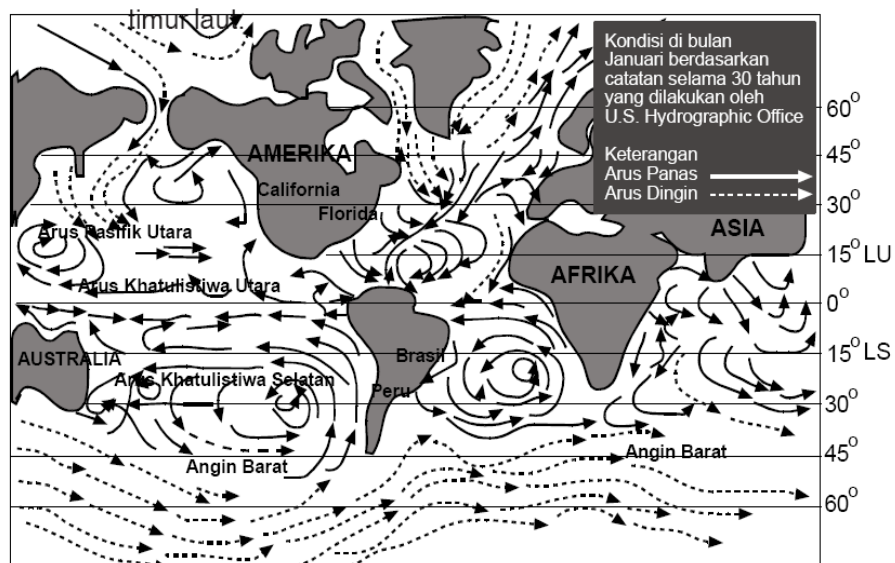 timur laut.
Kondisi di bulan
Januari berdasarkan
catatan selama 30 tahun
yang dilakukan oleh
U.S. Hydrographic Office
Keterangan
Arus Panas
Arus Dingin
60°
45°
30°
15° LU
0°
15° LS
30°
45°
60°
AMERIKA
California
Florida
Arus Pasifik Utara
ASIA
AFRIKA
Arus Khatulistiwa Utara
AUSTRALIA
Brasil
Arus Khatulistiwa Selatan
Peru
Angin Barat
Angin Barat